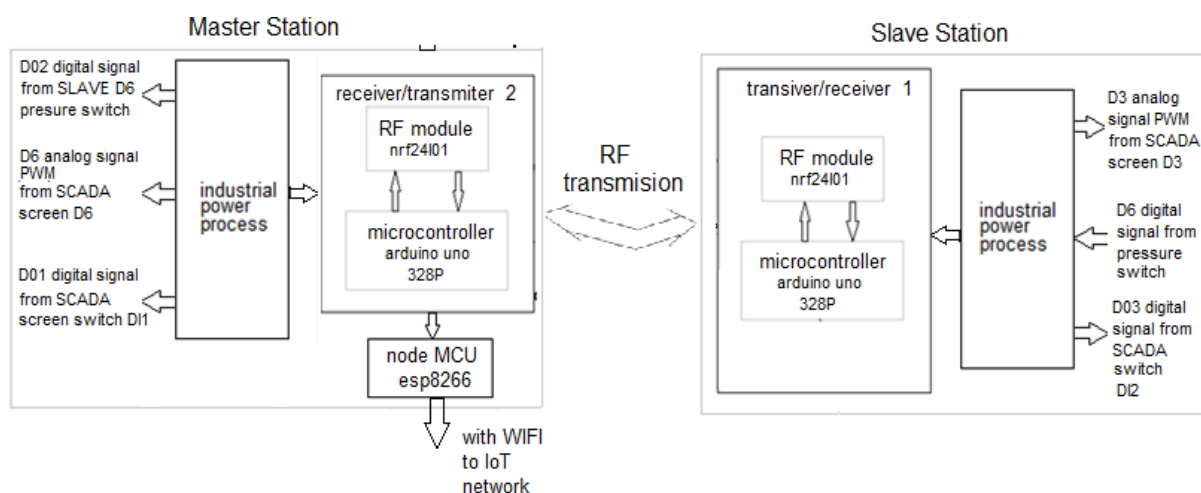 Master Station
D02 digital signal
from SLAVE D6
presure switch
D6 analog signal
PWM
from SCADA
screen D6
D01 digital signal
from SCADA
screen switch DI1
industrial
power
process
receiver/transmiter 2
RF module
nrf24l01
microcontroller
arduino uno
328P
node MCU
esp8266
with WIFI
to IoT
network
RF
transmision
Slave Station
transiver/receiver 1
RF module
nrf24l01
microcontroller
arduino uno
328P
industrial
power
process
D3 analog
signal PWM
from SCADA
screen D3
D6 digital
signal from
pressure
switch
D03 digital
signal from
SCADA
switch
DI2